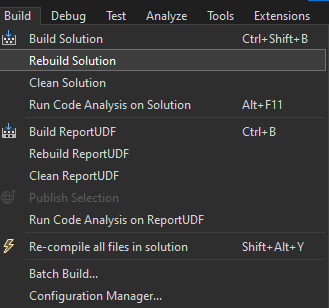 Build Debug Test Analyze Tools Extensions
Build Solution Ctrl+Shift+B
Rebuild Solution
Clean Solution
Run Code Analysis on Solution Alt+F11
Build ReportUDF Ctrl+B
Rebuild ReportUDF
Clean ReportUDF
Publish Selection
Run Code Analysis on ReportUDF
Re-compile all files in solution Shift+Alt+Y
Batch Build...
Configuration Manager...